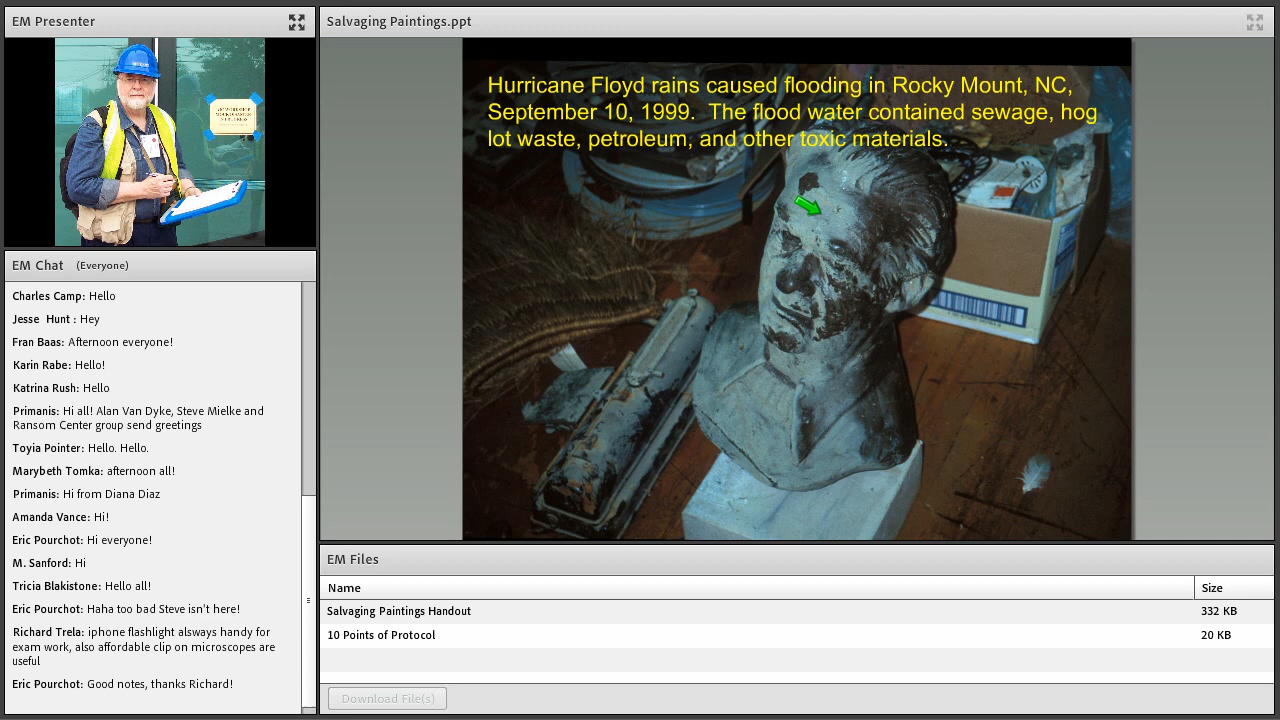 EM Presenter
EM Chat (Everyone)
Charles Camp: Hello
Jesse Hunt : Hey
Fran Baas: Afternoon everyone!
Karin Rabe: Hello!
Katrina Rush: Hello
Primanis: Hi all! Alan Van Dyke, Steve Mielke and
Ransom Center group send greetings
Toyia Pointer: Hello. Hello.
Marybeth Tomka: afternoon all!
Primanis: Hi from Diana Diaz
Amanda Vance: Hi!
Eric Pourchot: Hi everyone!
M. Sanford: Hi
Tricia Blakistone: Hello all!
Eric Pourchot: Haha too bad Steve isn't here!
Richard Trela: iphone flashlight alsways handy for
exam work, also affordable clip on microscopes are
useful
Eric Pourchot: Good notes, thanks Richard!
Salvaging Paintings.ppt
Hurricane Floyd rains caused flooding in Rocky Mount, NC,
September 10, 1999. The flood water contained sewage, hog
lot waste, petroleum, and other toxic materials.
EM Files
Name Size
Salvaging Paintings Handout 332 KB
10 Points of Protocol 20 KB
Download File(s)